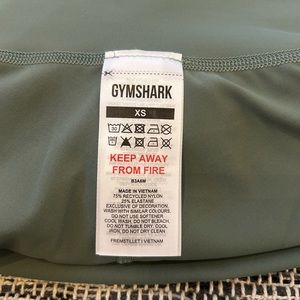 GYMSHARK
XS
30
KEEP AWAY
FROM FIRE
B3A6M
MADE IN VIETNAM
75% RECYCLED NYLON
25% ELASTANE
EXCLUSIVE OF DECORATION.
WASH WITH SIMILAR COLOURS.
DO NOT USE SOFTENER
COOL WASH, DO NOT BLEACH,
DO NOT TUMBLE DRY, COOL
IRON, DO NOT DRY CLEAN
FREMSTILLET I VIETNAM